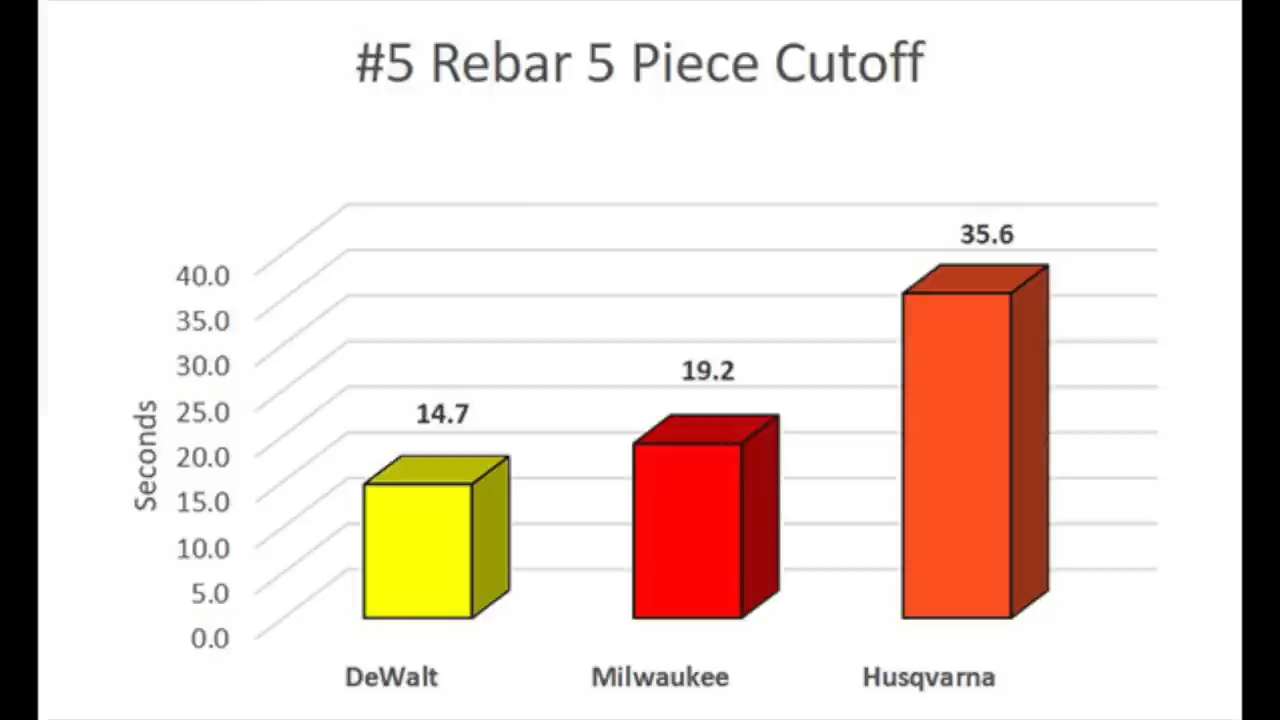 #5 Rebar 5 Piece Cutoff
35.6
40.0
35.0
30.0
19.2
25.0
14.7
20.0
Seconds
15.0
10.0
5.0
0.0
DeWalt
Milwaukee
Husqvarna